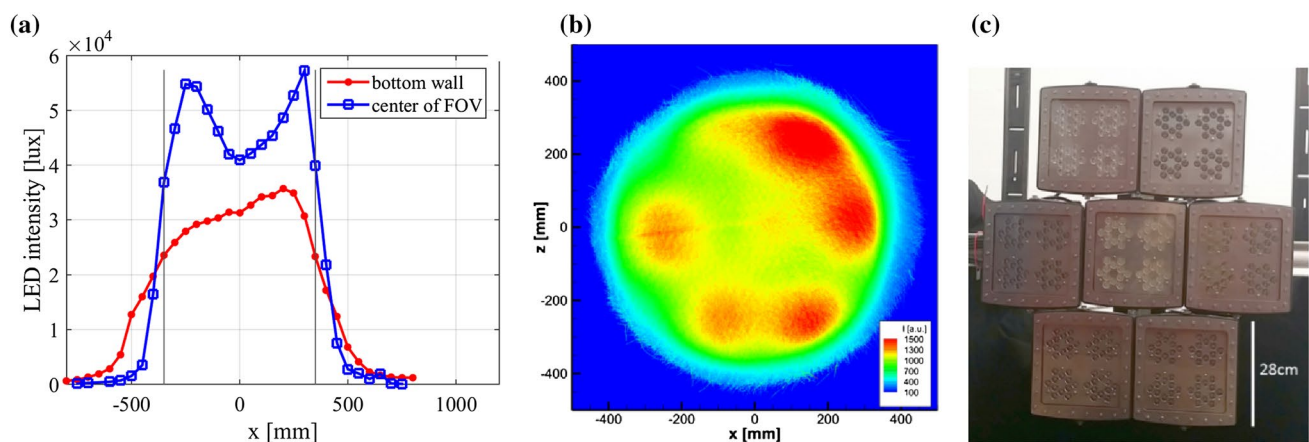 (a)
×10⁴
LED intensity [lux]
6
5
4
3
2
1
0
-500
0
500
1000
x [mm]
bottom wall
center of FOV
(b)
z [mm]
400
200
0
-200
-400
-400
-200
0
200
400
x [mm]
I [a.u.]
1500
1300
1000
700
400
100
(c)
28cm